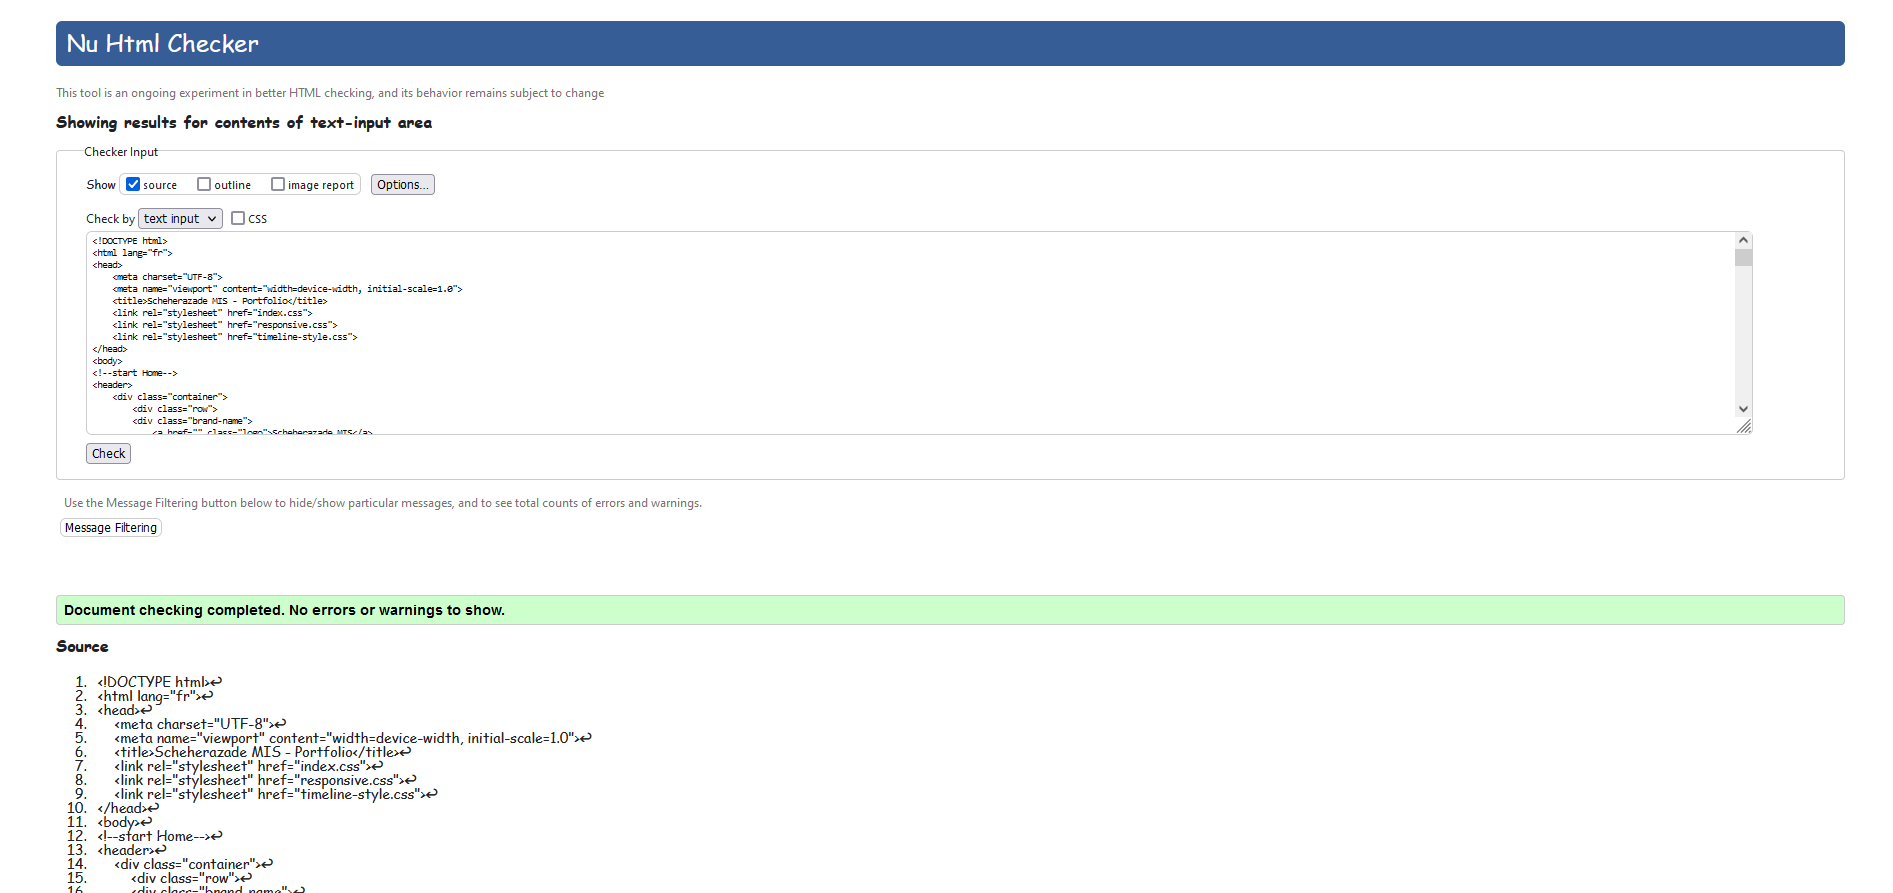 Nu Html Checker
This tool is an ongoing experiment in better HTML checking, and its behavior remains subject to change
Showing results for contents of text-input area
Checker Input
Show source outline image report Options...
Check by text input CSS
<!DOCTYPE html>
<html lang="fr">
<head>
    <meta charset="UTF-8">
    <meta name="viewport" content="width=device-width, initial-scale=1.0">
    <title>Scheherazade MIS - Portfolio</title>
    <link rel="stylesheet" href="index.css">
    <link rel="stylesheet" href="responsive.css">
    <link rel="stylesheet" href="timeline-style.css">
</head>
<body>
<!--start Home-->
<header>
    <div class="container">
        <div class="row">
        <div class="brand-name">
            <a href="" class="logo">Scheherazade MIS</a>
Check
Use the Message Filtering button below to hide/show particular messages, and to see total counts of errors and warnings.
Message Filtering
Document checking completed. No errors or warnings to show.
Source
1. <!DOCTYPE html>↩
2. <html lang="fr">↩
3. <head>↩
4.     <meta charset="UTF-8">↩
5.     <meta name="viewport" content="width=device-width, initial-scale=1.0">↩
6.     <title>Scheherazade MIS - Portfolio</title>↩
7.     <link rel="stylesheet" href="index.css">↩
8.     <link rel="stylesheet" href="responsive.css">↩
9.     <link rel="stylesheet" href="timeline-style.css">↩
10. </head>↩
11. <body>↩
12. <!--start Home-->↩
13. <header>↩
14.     <div class="container">↩
15.         <div class="row">↩
16.         <div class="brand-name">↩